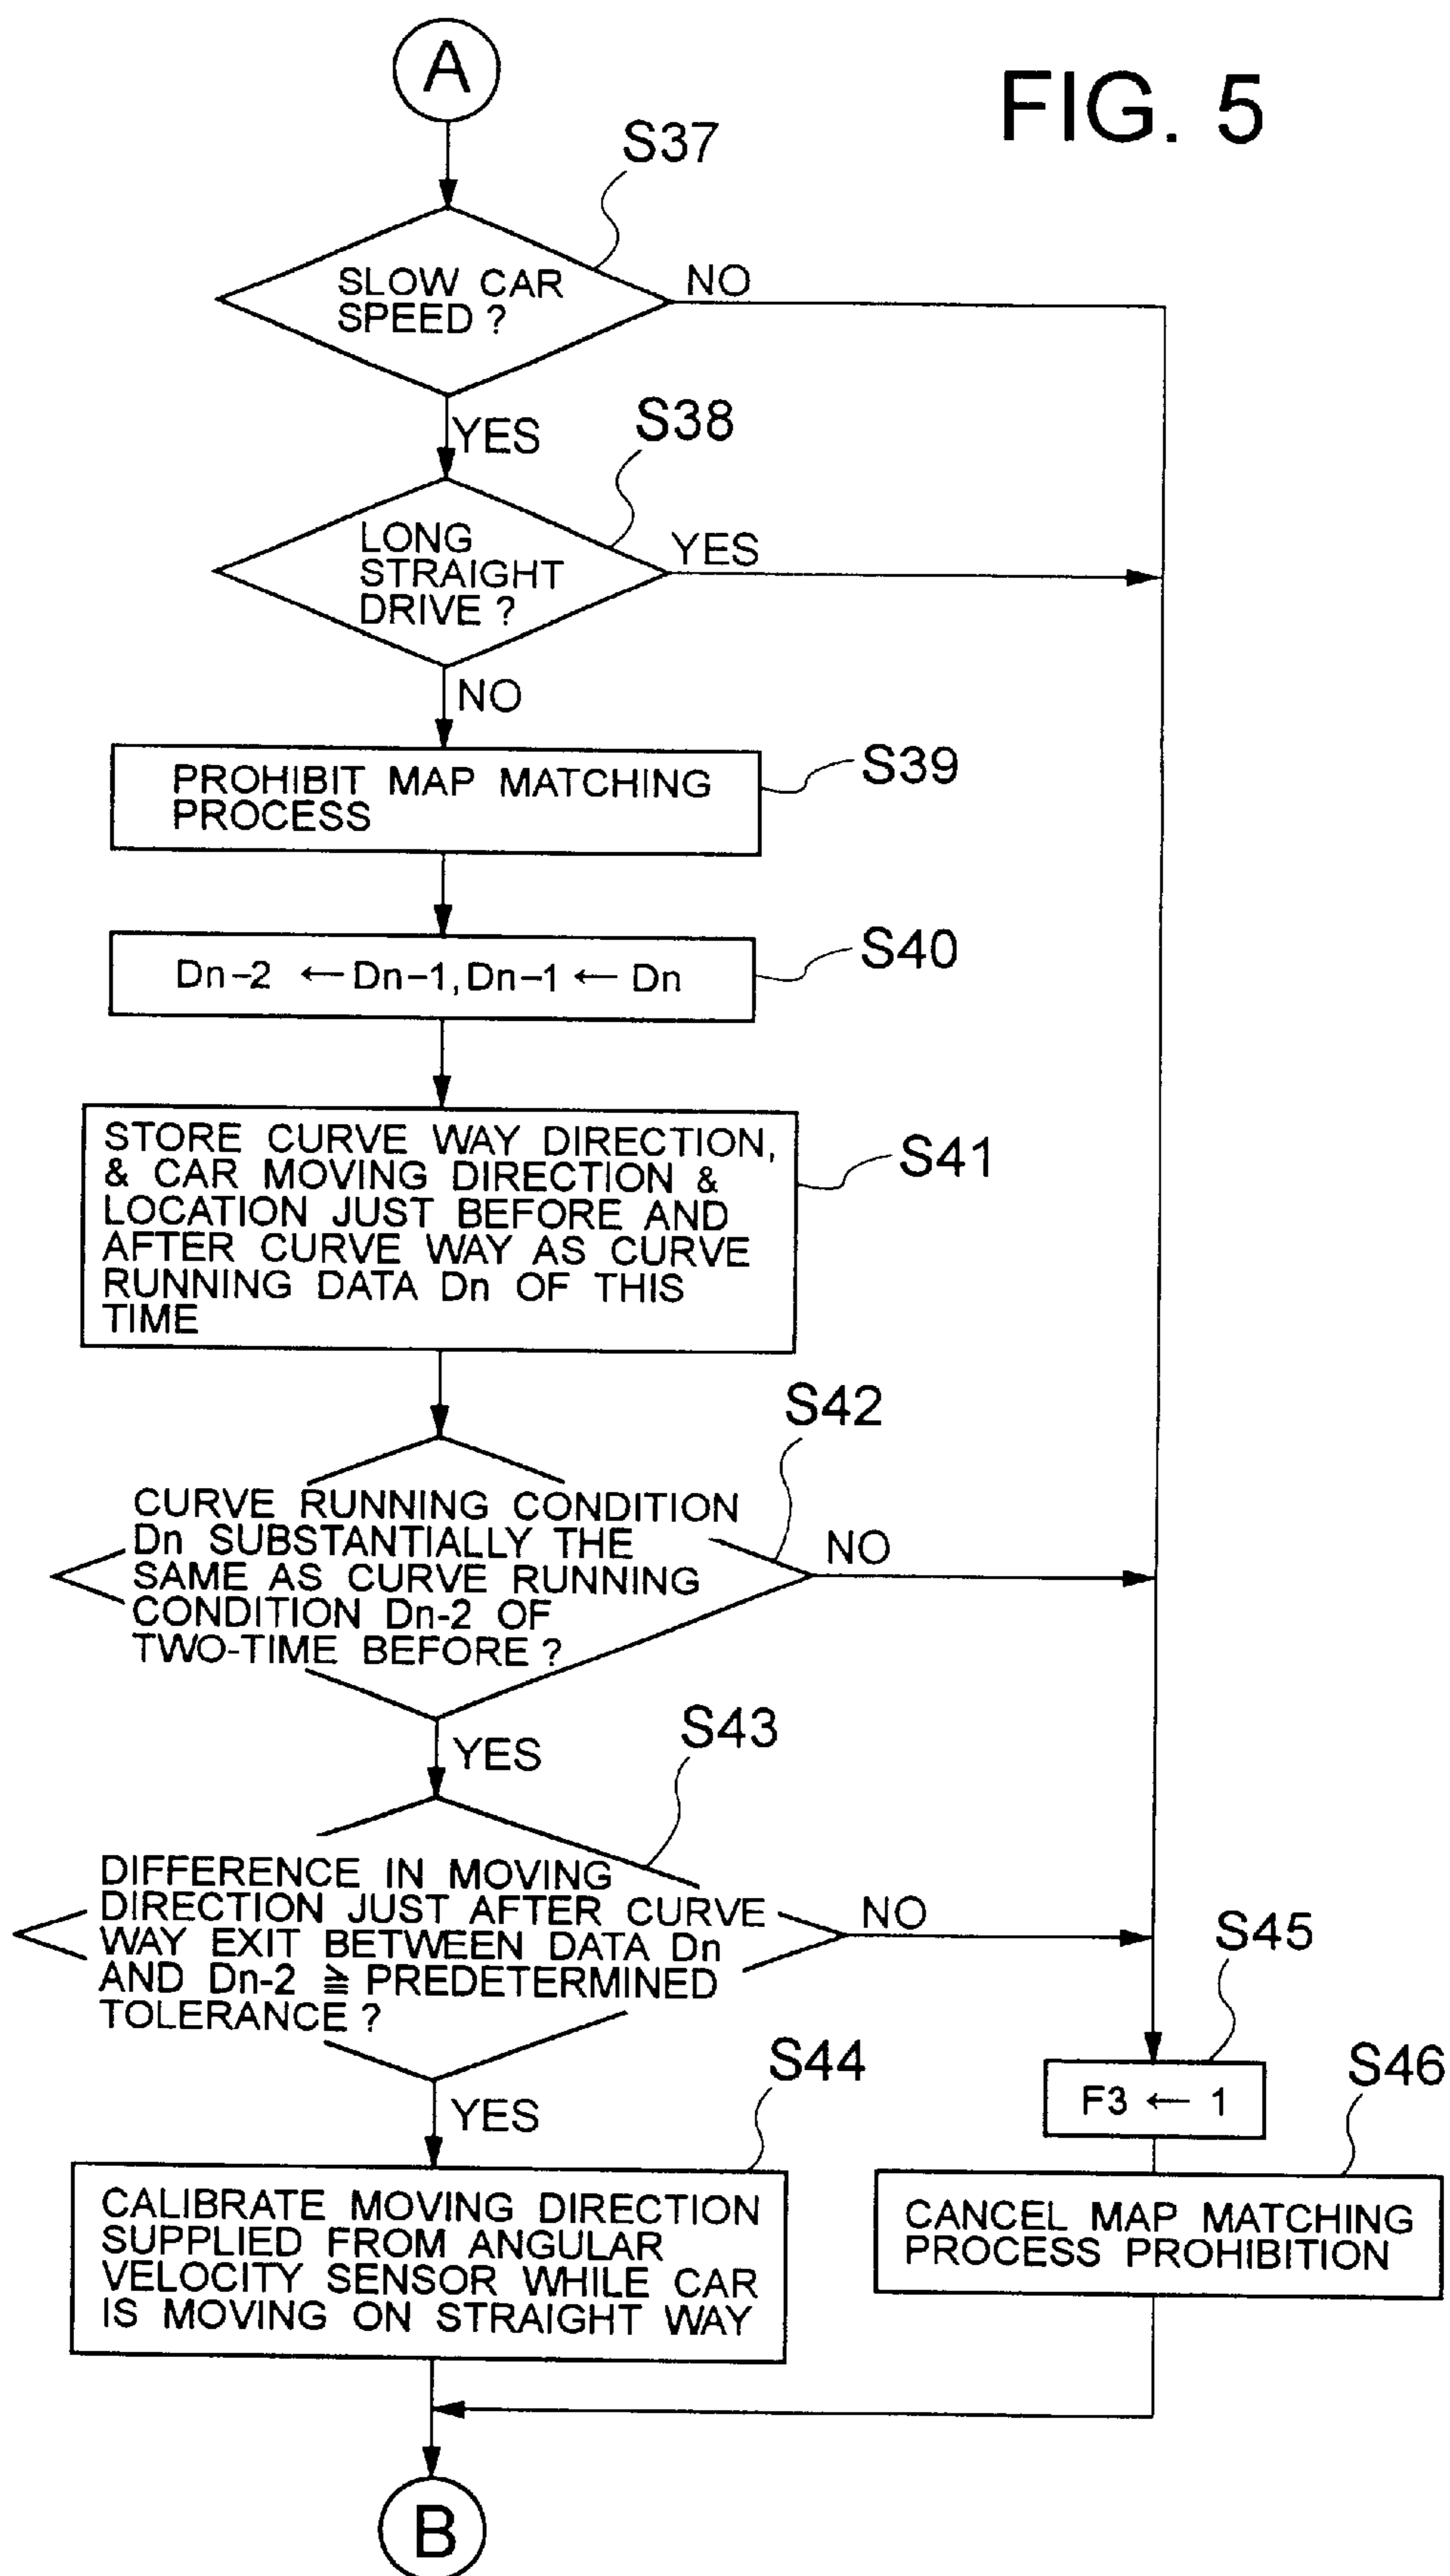 A
FIG. 5
S37
SLOW CAR
SPEED ?
NO
YES
S38
LONG
STRAIGHT
DRIVE ?
YES
NO
PROHIBIT MAP MATCHING
PROCESS
S39
Dn-2 ← Dn-1, Dn-1 ← Dn
S40
STORE CURVE WAY DIRECTION,
& CAR MOVING DIRECTION &
LOCATION JUST BEFORE AND
AFTER CURVE WAY AS CURVE
RUNNING DATA Dn OF THIS
TIME
S41
S42
CURVE RUNNING CONDITION
Dn SUBSTANTIALLY THE
SAME AS CURVE RUNNING
CONDITION Dn-2 OF
TWO-TIME BEFORE ?
NO
YES
S43
DIFFERENCE IN MOVING
DIRECTION JUST AFTER CURVE
WAY EXIT BETWEEN DATA Dn
AND Dn-2 ≧ PREDETERMINED
TOLERANCE ?
NO
YES
S44
CALIBRATE MOVING DIRECTION
SUPPLIED FROM ANGULAR
VELOCITY SENSOR WHILE CAR
IS MOVING ON STRAIGHT WAY
S45
F3 ← 1
S46
CANCEL MAP MATCHING
PROCESS PROHIBITION
B